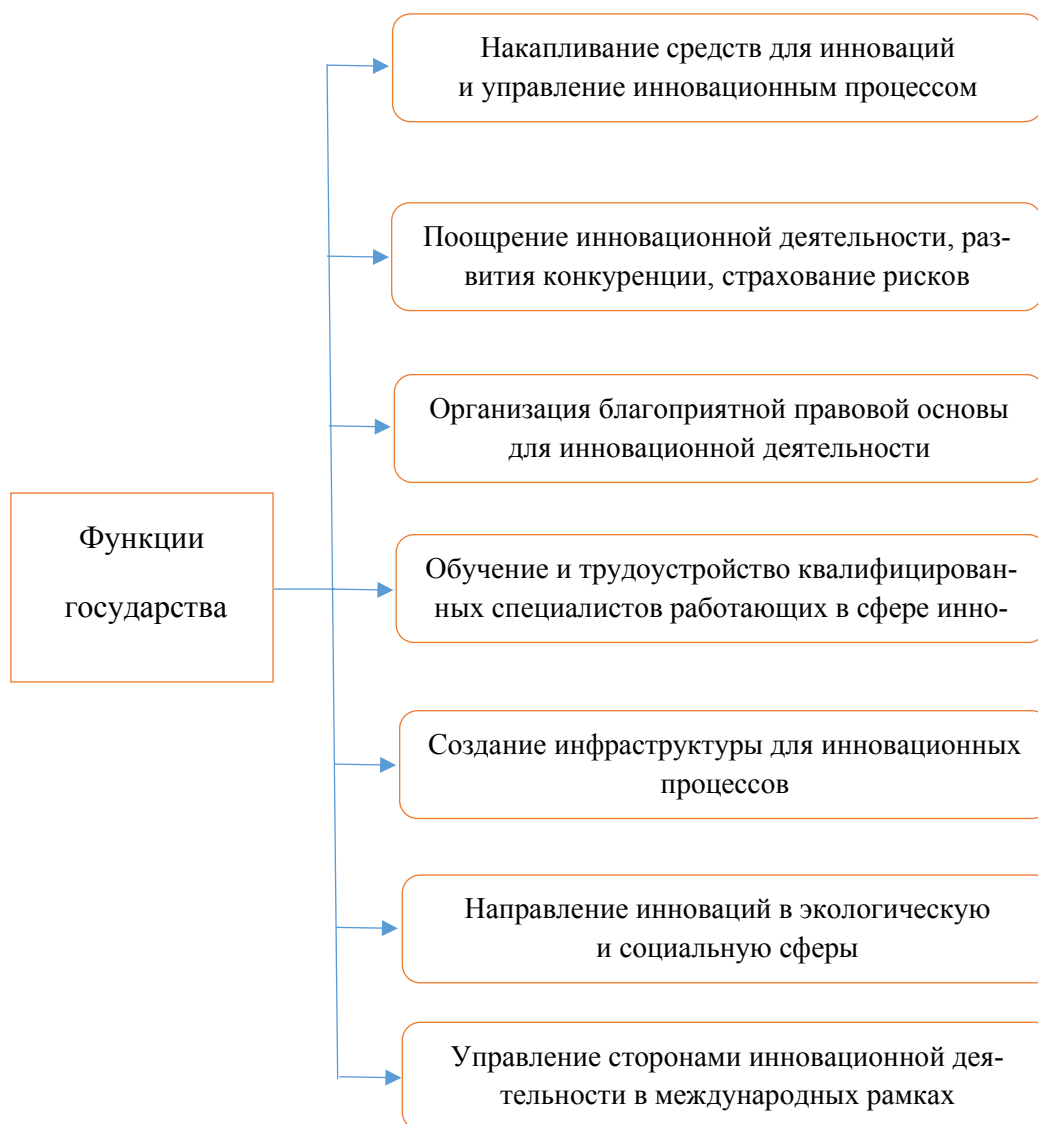 Накапливание средств для инноваций
и управление инновационным процессом
Поощрение инновационной деятельности, раз-
вития конкуренции, страхование рисков
Организация благоприятной правовой основы
для инновационной деятельности
Функции
государства
Обучение и трудоустройство квалифицирован-
ных специалистов работающих в сфере инно-
Создание инфраструктуры для инновационных
процессов
Направление инноваций в экологическую
и социальную сферы
Управление сторонами инновационной дея-
тельности в международных рамках